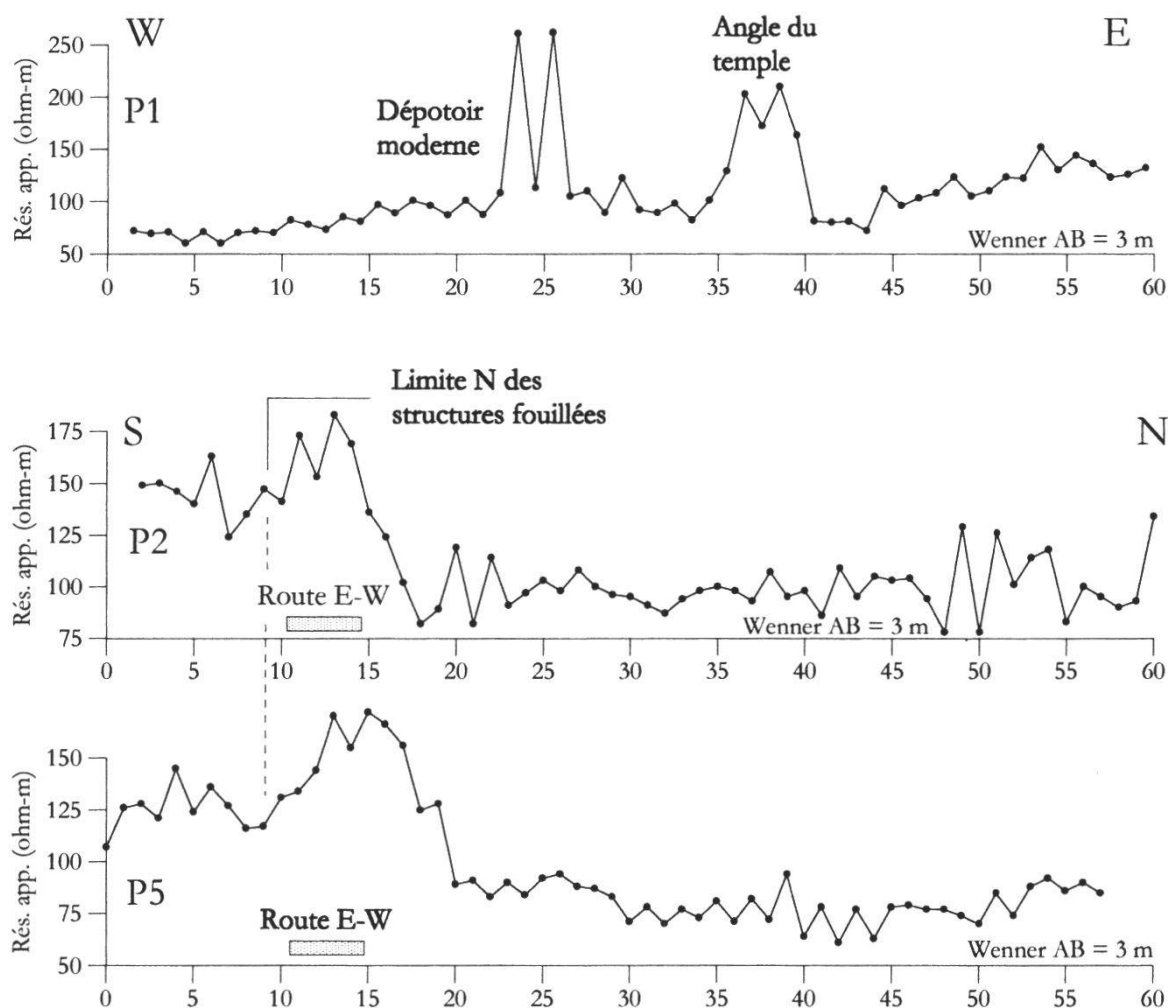 W
E
250
200
150
100
50
Rés. app. (ohm-m)
P1
Dépotoir
moderne
Angle du
temple
Wenner AB = 3 m
0 5 10 15 20 25 30 35 40 45 50 55 60
Limite N des
structures fouillées
S
N
175
150
125
100
75
Rés. app. (ohm-m)
P2
Route E-W
Wenner AB = 3 m
0 5 10 15 20 25 30 35 40 45 50 55 60
150
125
100
75
50
Rés. app. (ohm-m)
P5
Route E-W
Wenner AB = 3 m
0 5 10 15 20 25 30 35 40 45 50 55 60